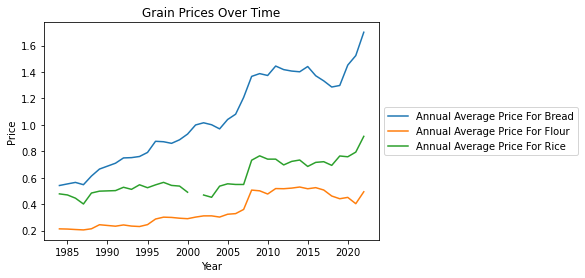 Grain Prices Over Time
Price
1.6
1.4
1.2
1.0
0.8
0.6
0.4
0.2
1985 1990 1995 2000 2005 2010 2015 2020
Year
Annual Average Price For Bread
Annual Average Price For Flour
Annual Average Price For Rice